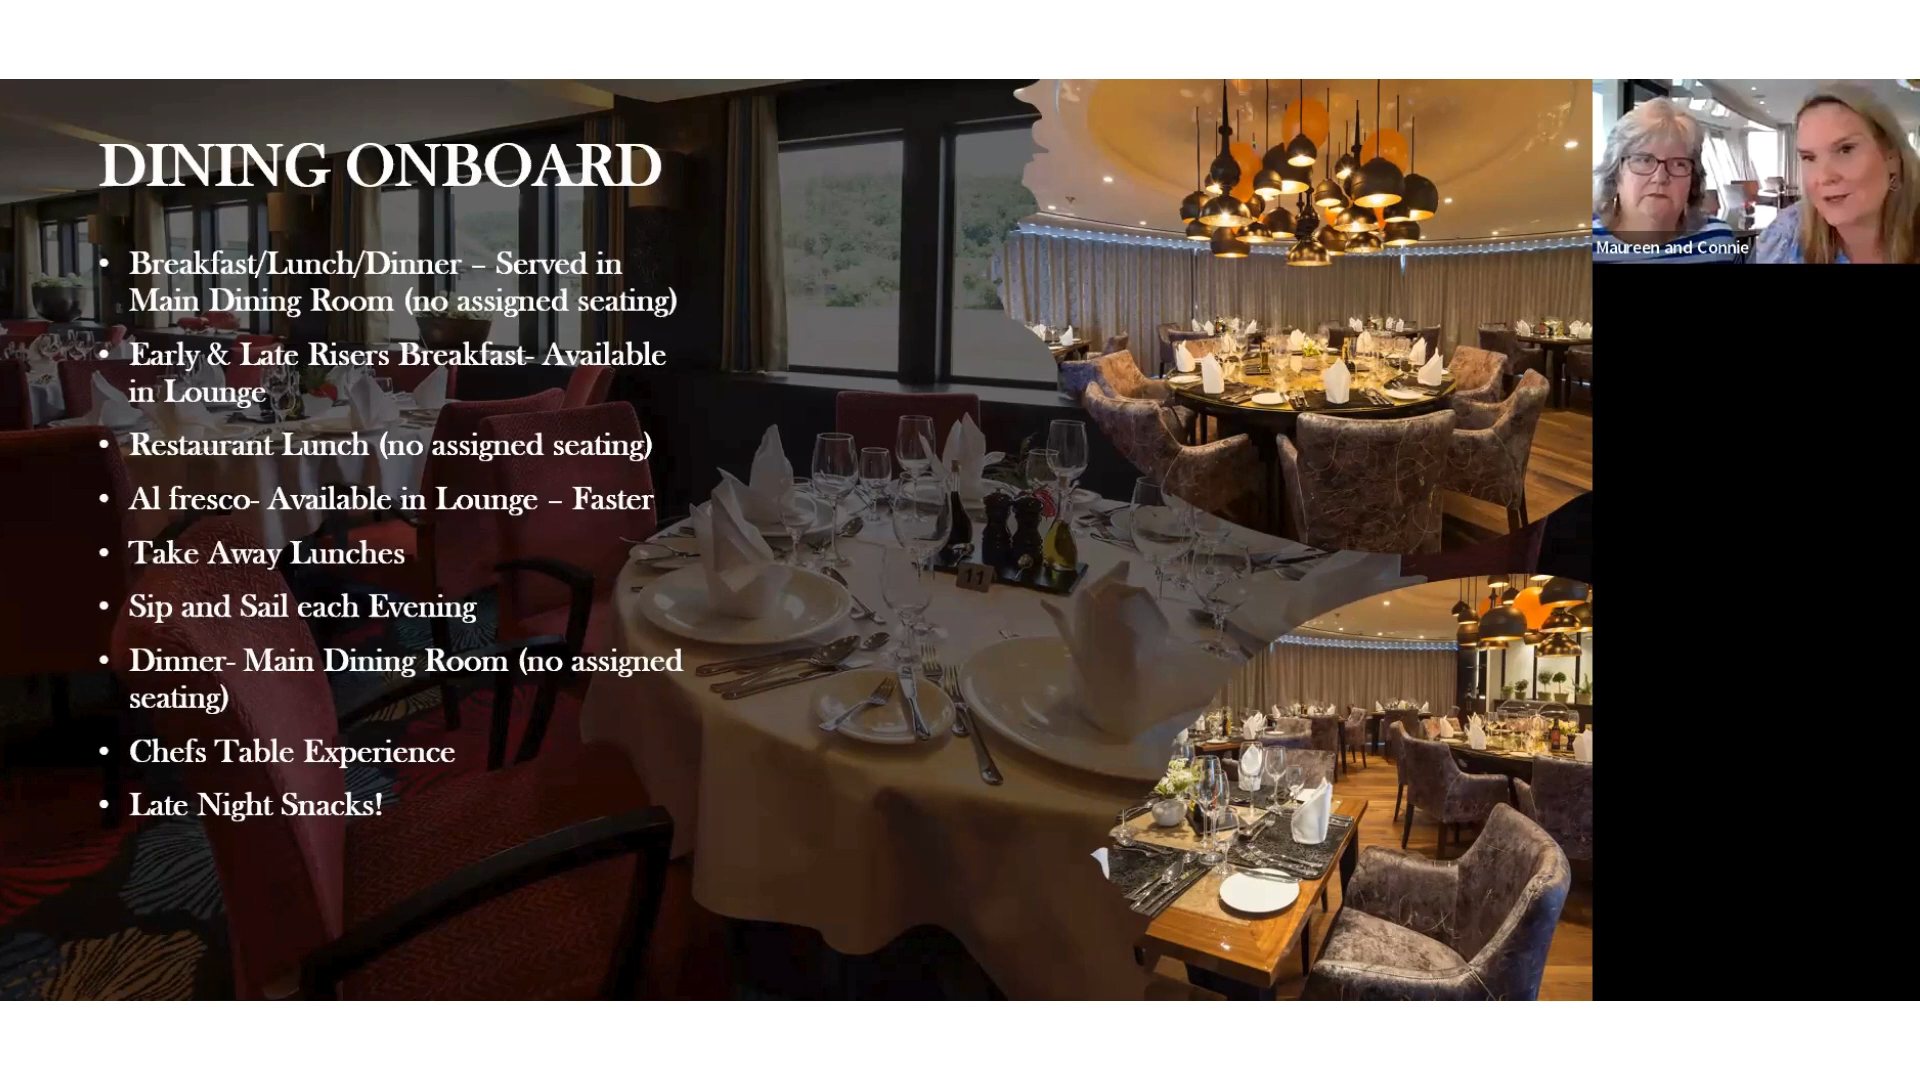 DINING ONBOARD
• Breakfast/Lunch/Dinner – Served in
Main Dining Room (no assigned seating)
• Early & Late Risers Breakfast- Available
in Lounge
• Restaurant Lunch (no assigned seating)
• Al fresco- Available in Lounge – Faster
• Take Away Lunches
• Sip and Sail each Evening
• Dinner- Main Dining Room (no assigned
seating)
• Chefs Table Experience
• Late Night Snacks!
11
Maureen and Connie